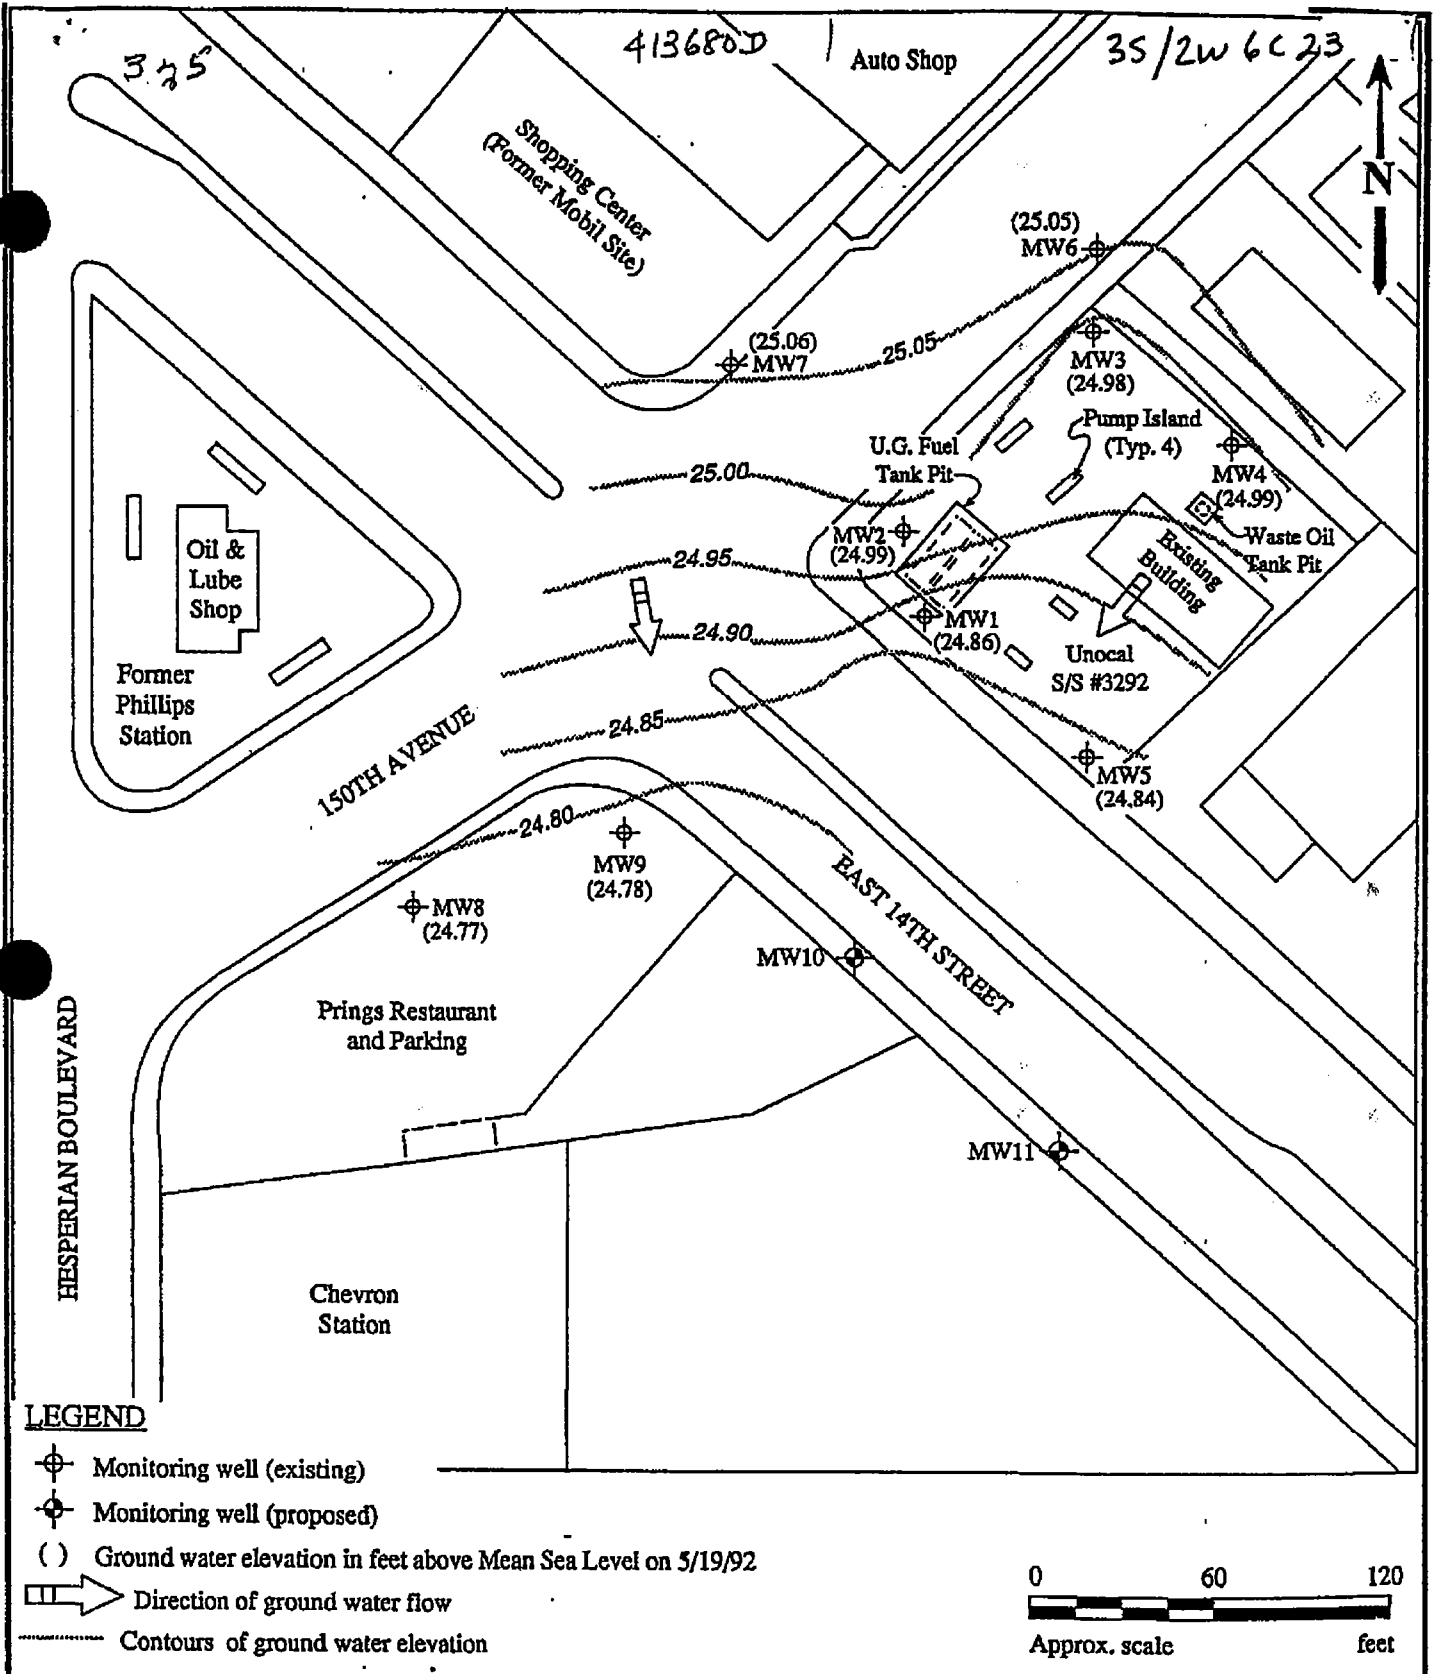 325
413680D
3S/2W 6C 23
Auto Shop
Shopping Center
(Former Mobil Site)
N
(25.05)
MW6
(25.06)
MW7
25.05
MW3
(24.98)
Pump Island
(Typ. 4)
U.G. Fuel
Tank Pit
25.00
MW4
(24.99)
MW2
(24.99)
Waste Oil
Tank Pit
Existing
Building
Oil &
Lube
Shop
24.95
24.90
MW1
(24.86)
Unocal
S/S #3292
Former
Phillips
Station
24.85
150TH AVENUE
MW5
(24.84)
24.80
MW9
(24.78)
MW8
(24.77)
EAST 14TH STREET
MW10
Prings Restaurant
and Parking
HESPERIAN BOULEVARD
MW11
Chevron
Station
LEGEND
Monitoring well (existing)
Monitoring well (proposed)
( ) Ground water elevation in feet above Mean Sea Level on 5/19/92
Direction of ground water flow
Contours of ground water elevation
0 60 120
Approx. scale feet